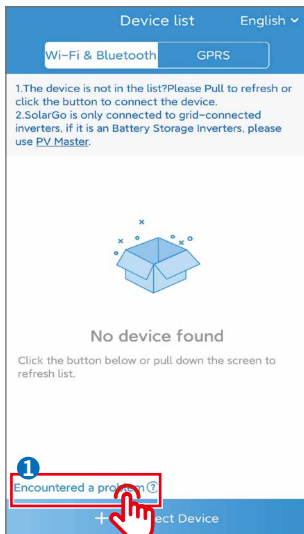 Device list English
Wi-Fi & Bluetooth GPRS
1.The device is not in the list?Please Pull to refresh or
click the button to connect the device.
2.SolarGo is only connected to grid-connected
inverters, if it is an Battery Storage Inverters, please
use PV Master.
No device found
Click the button below or pull down the screen to
refresh list.
1
Encountered a problem ?
+ ect Device